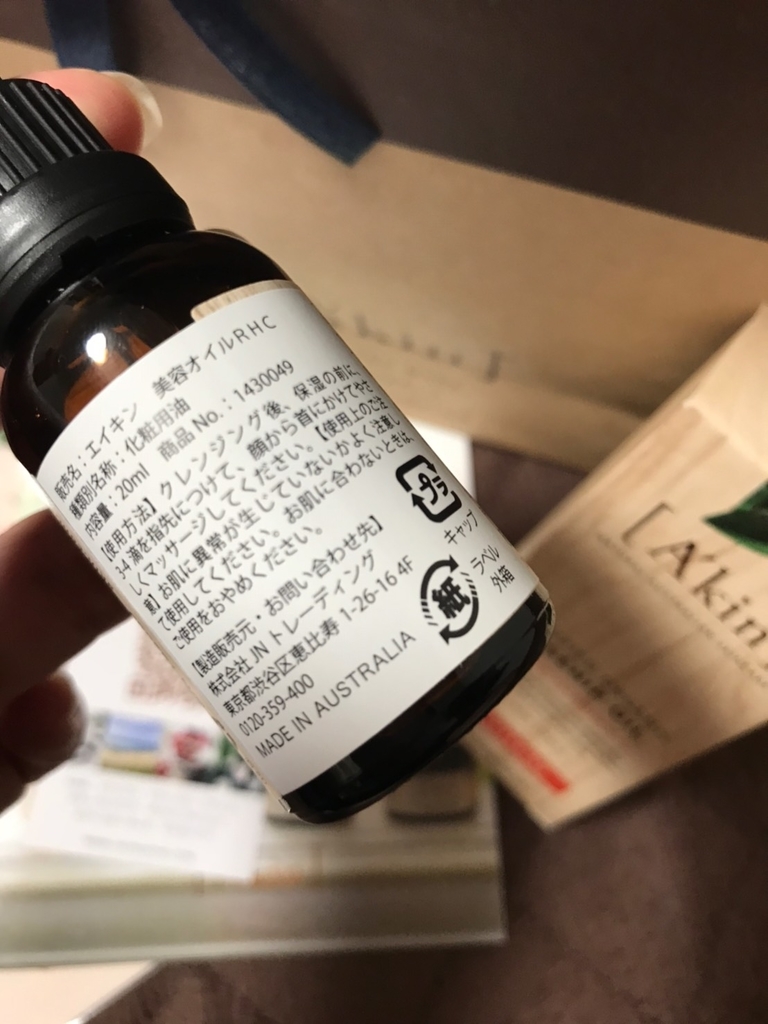 販売名：エイキン　美容オイルRHC
種類別名称：化粧用油
内容量：20ml　商品No.：1430049
【使用方法】クレンジング後、保湿の前に、
3-4滴を指先につけて、顔から首にかけてやさ
しくマッサージしてください。【使用上のご注
意】お肌に異常が生じていないかよく注意し
て使用してください。お肌に合わないときは、
ご使用をおやめください。
プラ
キャップ
【製造販売元・お問い合わせ先】
株式会社JNトレーディング
東京都渋谷区恵比寿1-26-16 4F
0120-359-400
MADE IN AUSTRALIA
紙
ラベル
外箱
[ A'kin ]